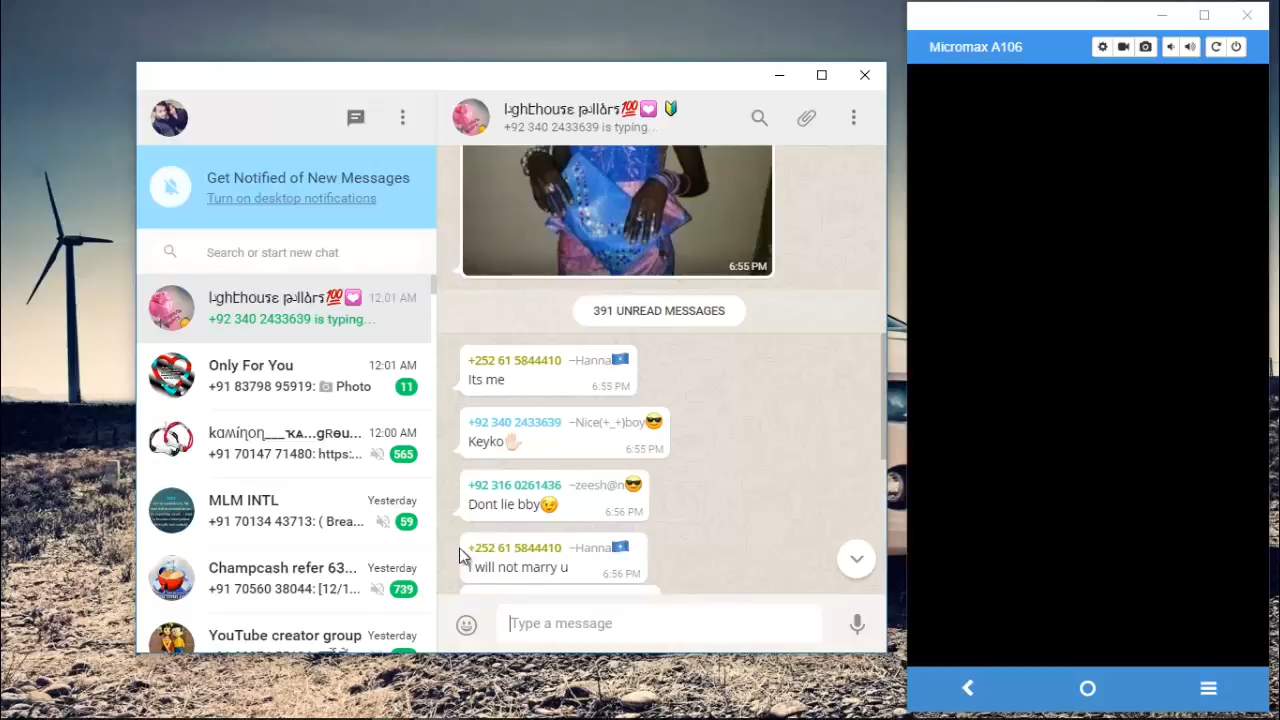 Micromax A106
lɟghէhouꜱɛ թɟllårꜱ💯💟 🔰
+92 340 2433639 is typing...
Get Notified of New Messages
Turn on desktop notifications
Search or start new chat
lɟghէhouꜱɛ թɟllårꜱ💯💟 12:01 AM
+92 340 2433639 is typing...
Only For You 12:01 AM
+91 83798 95919: 📷 Photo 11
12:00 AM
+91 70147 71480: https:... 565
MLM INTL Yesterday
+91 70134 43713: ( Brea... 59
Champcash refer 63... Yesterday
+91 70560 38044: [12/1... 739
YouTube creator group Yesterday
6:55 PM
391 UNREAD MESSAGES
+252 61 5844410 ~Hanna🇸🇴
Its me 6:55 PM
+92 340 2433639 ~Nice(+_+)boy😎
Keyko🖐🏻 6:55 PM
+92 316 0261436 ~zeesh@n😎
Dont lie bby😉 6:56 PM
+252 61 5844410 ~Hanna🇸🇴
I will not marry u 6:56 PM
Type a message